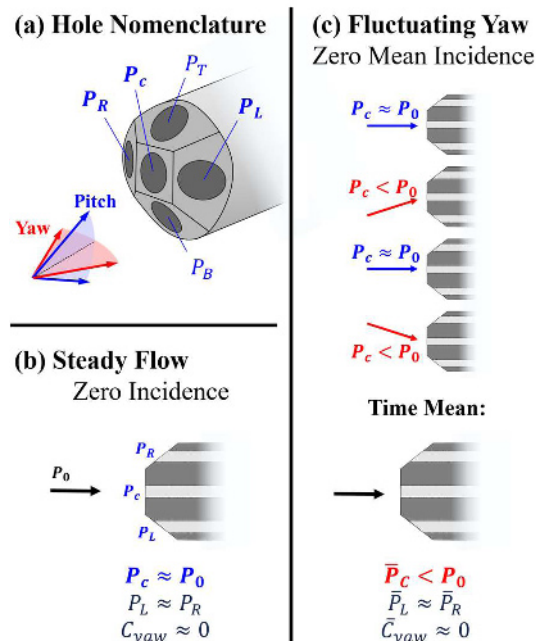 (a) Hole Nomenclature
P_T
P_c
P_R
P_L
Pitch
Yaw
P_B
(b) Steady Flow
Zero Incidence
P_R
P_0
P_c
P_L
P_c ≈ P_0
P_L ≈ P_R
C_yaw ≈ 0
(c) Fluctuating Yaw
Zero Mean Incidence
P_c ≈ P_0
P_c < P_0
P_c ≈ P_0
P_c < P_0
Time Mean:
P̄_C < P_0
P̄_L ≈ P̄_R
C̄_yaw ≈ 0